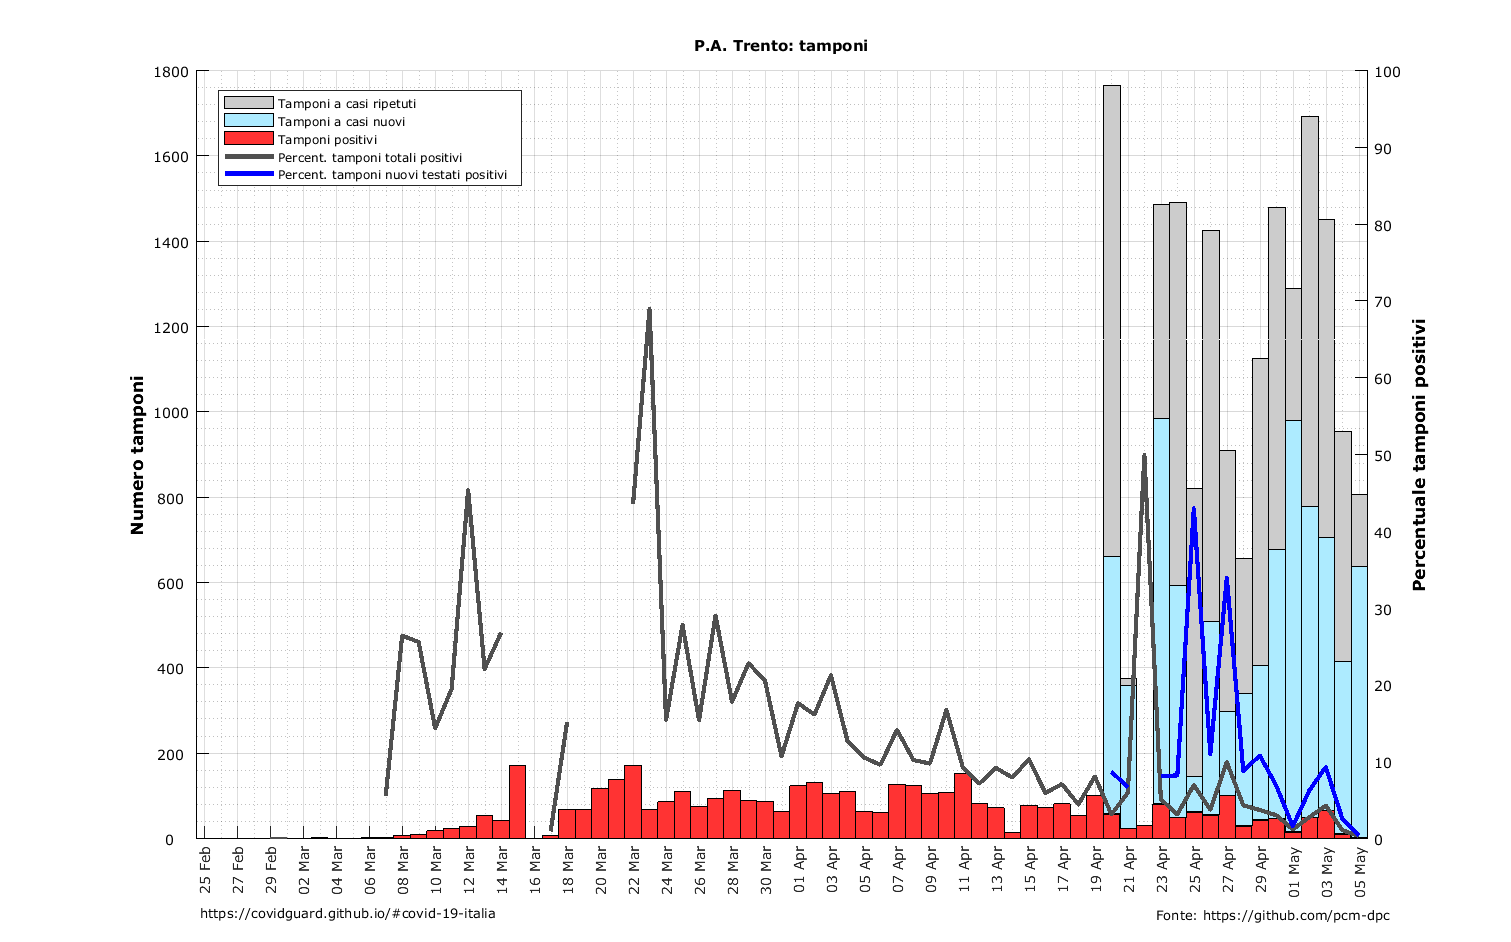 P.A. Trento: tamponi
1800
1600
1400
1200
1000
800
600
400
200
0
Numero tamponi
Tamponi a casi ripetuti
Tamponi a casi nuovi
Tamponi positivi
Percent. tamponi totali positivi
Percent. tamponi nuovi testati positivi
100
90
80
70
60
50
40
30
20
10
0
Percentuale tamponi positivi
25 Feb
27 Feb
29 Feb
02 Mar
04 Mar
06 Mar
08 Mar
10 Mar
12 Mar
14 Mar
16 Mar
18 Mar
20 Mar
22 Mar
24 Mar
26 Mar
28 Mar
30 Mar
01 Apr
03 Apr
05 Apr
07 Apr
09 Apr
11 Apr
13 Apr
15 Apr
17 Apr
19 Apr
21 Apr
23 Apr
25 Apr
27 Apr
29 Apr
01 May
03 May
05 May
https://covidguard.github.io/#covid-19-italia
Fonte: https://github.com/pcm-dpc